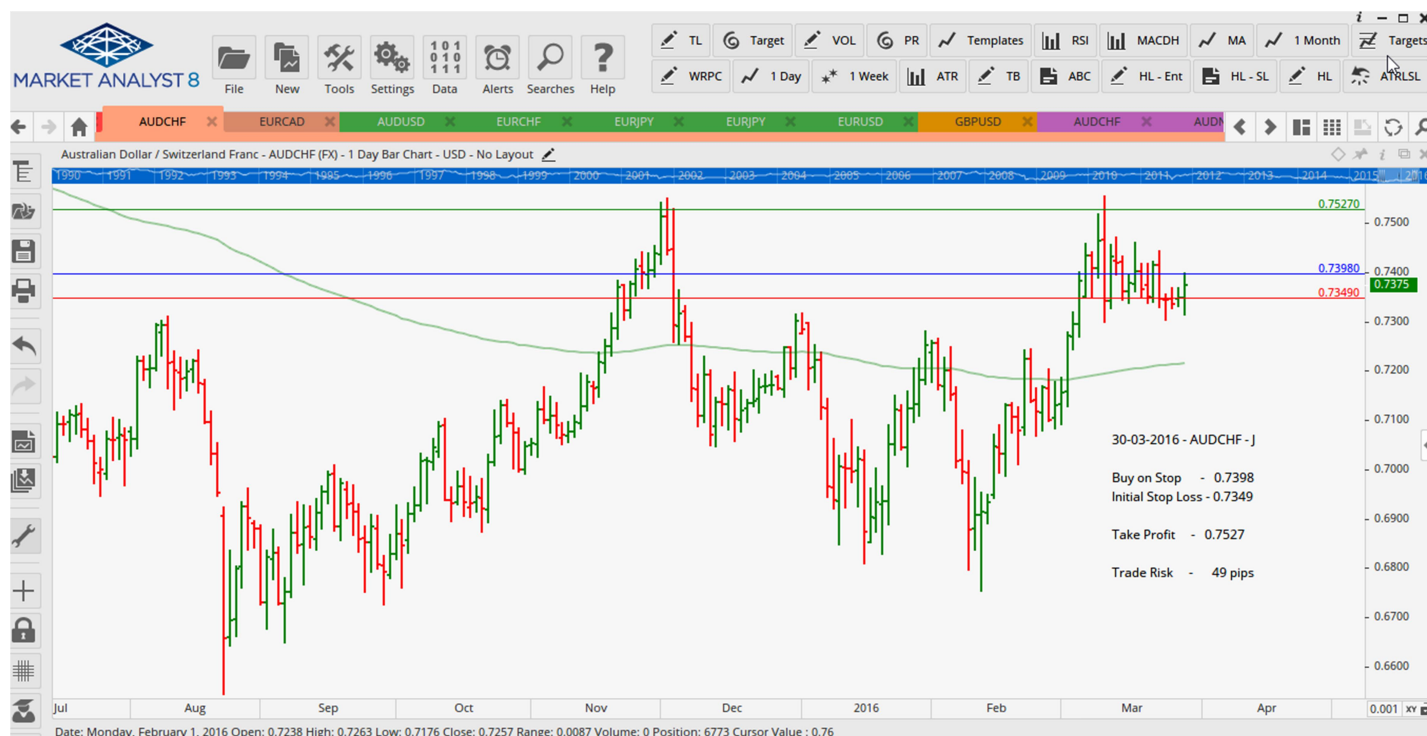 MARKET ANALYST 8
File New Tools Settings Data Alerts Searches Help
101
010
111
TL Target VOL PR Templates RSI MACDH MA 1 Month Targets
WRPC 1 Day 1 Week ATR TB ABC HL - Ent HL - SL HL ATRLSL
AUDCHF EURCAD AUDUSD EURCHF EURJPY EURJPY EURUSD GBPUSD AUDCHF AUDN
Australian Dollar / Switzerland Franc - AUDCHF (FX) - 1 Day Bar Chart - USD - No Layout
1990 1991 1992 1993 1994 1995 1996 1997 1998 1999 2000 2001 2002 2003 2004 2005 2006 2007 2008 2009 2010 2011 2012 2013 2014 2015 2016
0.75270
0.7500
0.73980
0.7400
0.7375
0.73490
0.7300
0.7200
0.7100
30-03-2016 - AUDCHF - J
0.7000
Buy on Stop - 0.7398
Initial Stop Loss - 0.7349
0.6900
Take Profit - 0.7527
Trade Risk - 49 pips
0.6800
0.6700
0.6600
Jul Aug Sep Oct Nov Dec 2016 Feb Mar Apr
0.001 XY
Date: Monday, February 1, 2016 Open: 0.7238 High: 0.7263 Low: 0.7176 Close: 0.7257 Range: 0.0087 Volume: 0 Position: 6773 Cursor Value : 0.76